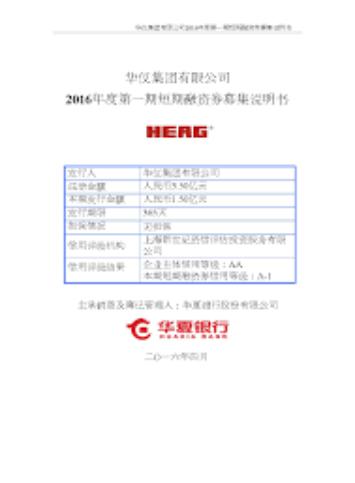 华仪集团有限公司2016年度第一期短期融资券募集说明书
华仪集团有限公司
2016年度第一期短期融资券募集说明书
HEAG
发行人 华仪集团有限公司
注册金额 人民币3.50亿元
本期发行金额 人民币1.50亿元
发行期限 365天
担保情况 无担保
信用评级机构 上海新世纪资信评估投资服务有限
公司
信用评级结果 企业主体信用等级：AA
本期短期融资券信用等级：A-1
主承销商及簿记管理人：华夏银行股份有限公司
华夏银行
HUAXIA BANK
二〇一六年四月